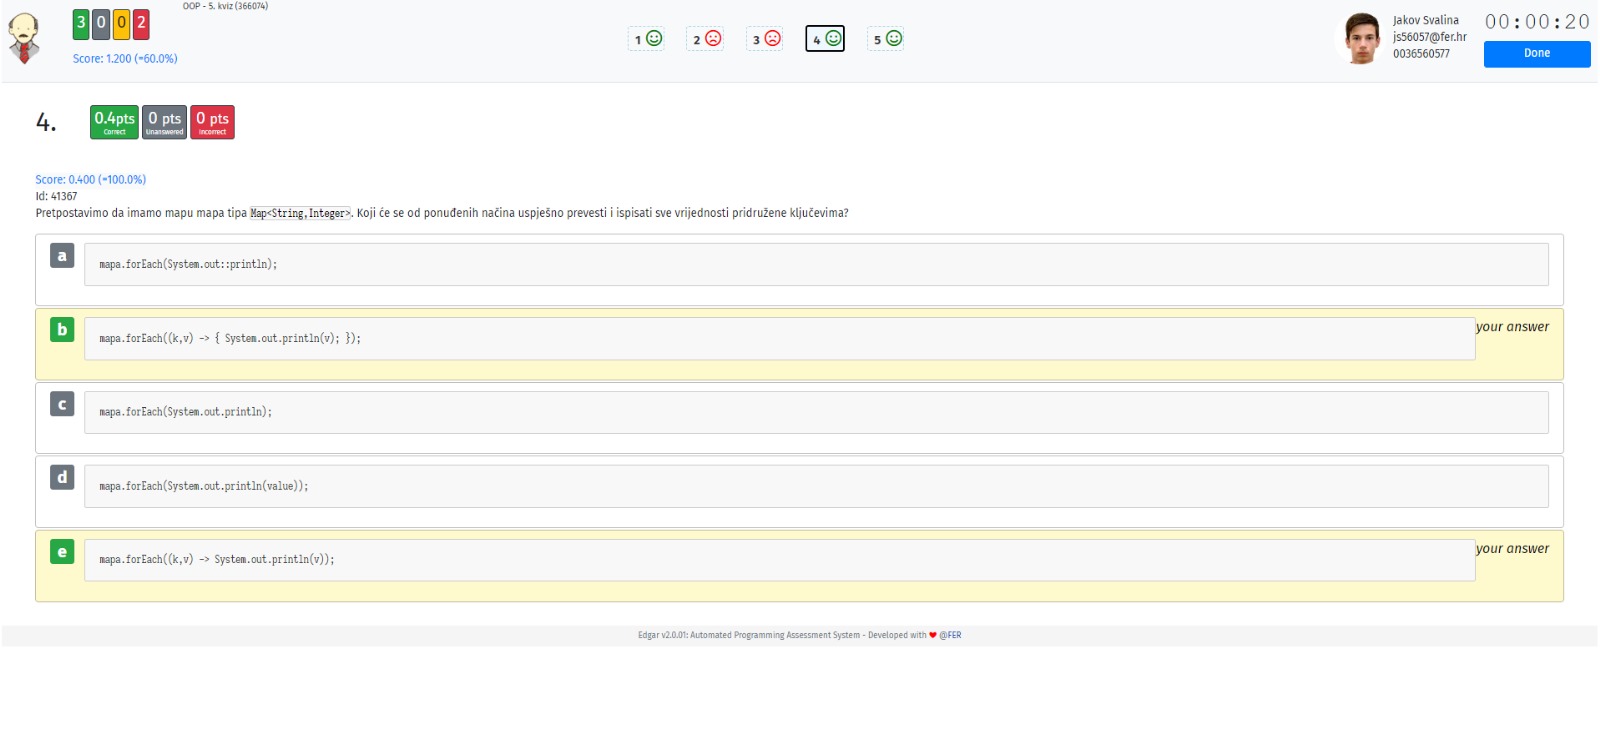 OOP - 5. kviz (366074)
3 0 0 2
Score: 1.200 (≈60.0%)
1 2 3 4 5
Jakov Svalina
js56057@fer.hr
0036560577
00:00:20
Done
4.
0.4pts Correct 0 pts Unanswered 0 pts Incorrect
Score: 0.400 (≈100.0%)
Id: 41367
Pretpostavimo da imamo mapu mapa tipa Map<String,Integer>. Koji će se od ponuđenih načina uspješno prevesti i ispisati sve vrijednosti pridružene ključevima?
a mapa.forEach(System.out::println);
b mapa.forEach((k,v) -> { System.out.println(v); }); your answer
c mapa.forEach(System.out.println);
d mapa.forEach(System.out.println(value));
e mapa.forEach((k,v) -> System.out.println(v)); your answer
Edgar v2.0.01: Automated Programming Assessment System - Developed with ❤ @FER